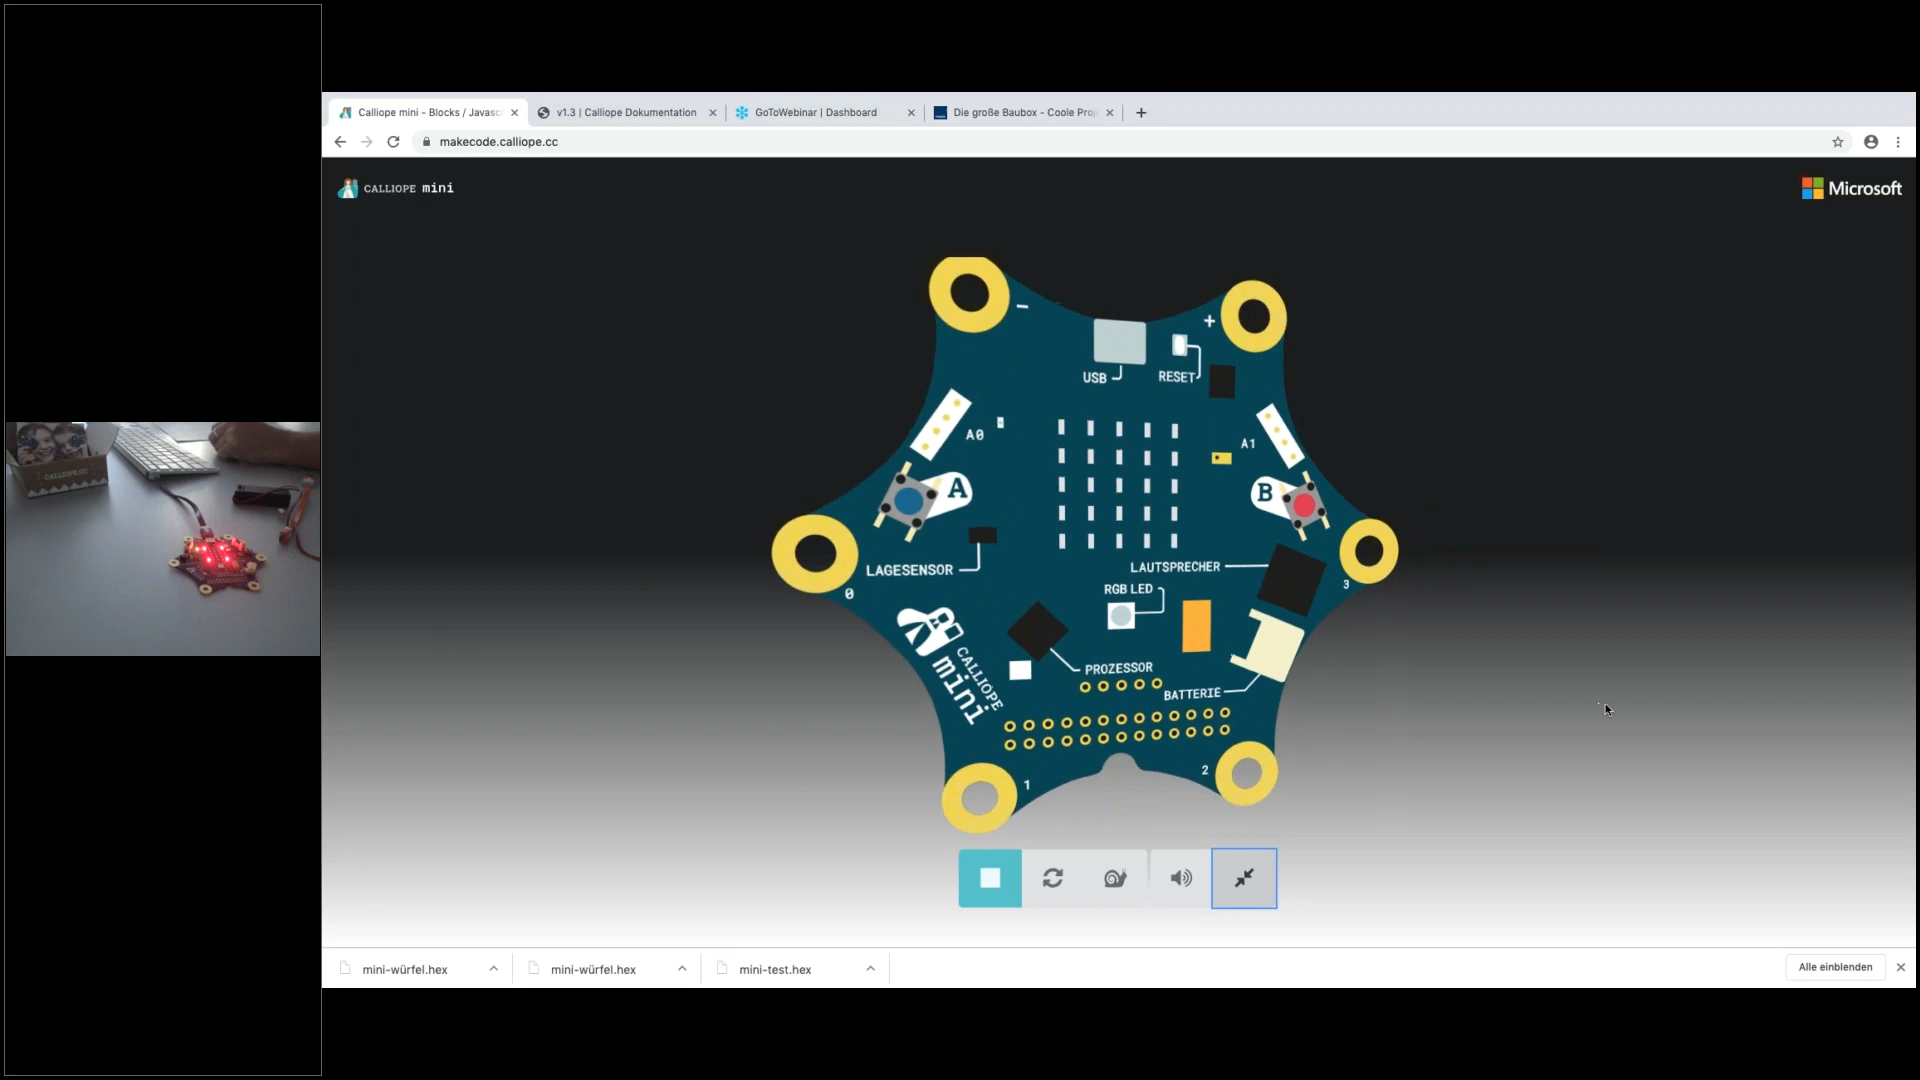 Calliope mini - Blocks / Javasc
v1.3 | Calliope Dokumentation
GoToWebinar | Dashboard
Die große Baubox - Coole Proj
makecode.calliope.cc
CALLIOPE mini
Microsoft
-
+
USB
RESET
A0
A1
A
B
LAGESENSOR
LAUTSPRECHER
0
3
RGB LED
CALLIOPE
mini
PROZESSOR
BATTERIE
1
2
CALLIOPE.CC
mini-würfel.hex
mini-würfel.hex
mini-test.hex
Alle einblenden